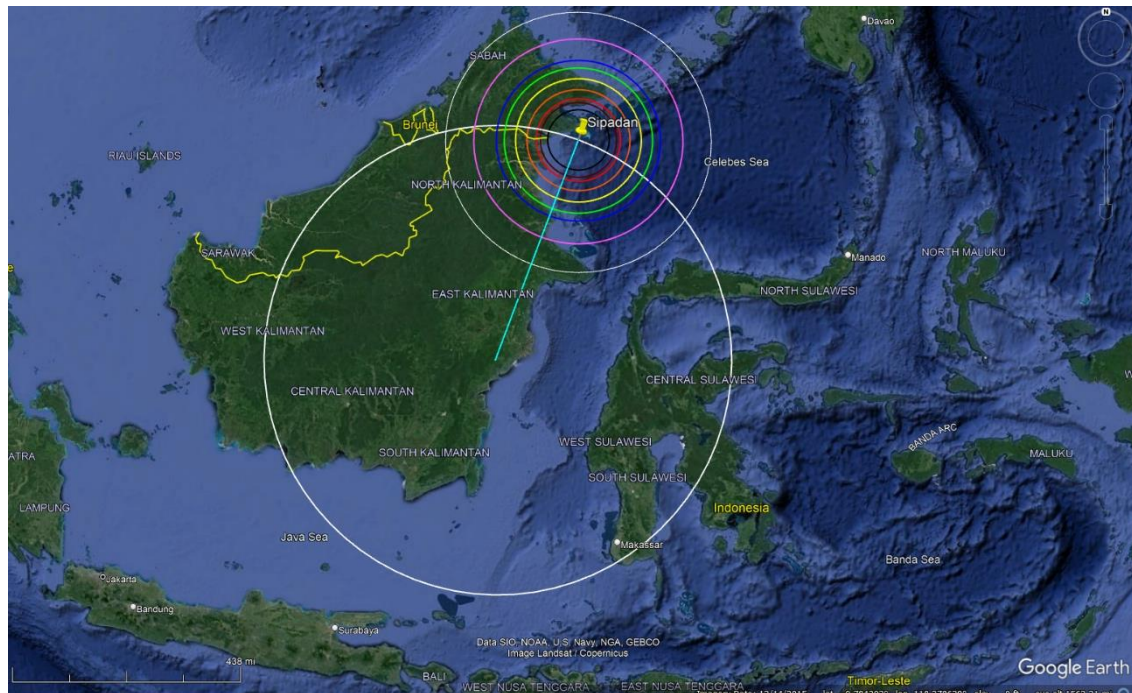 N
Davao
SABAH
Brunei
Sipadan
RIAU ISLANDS
Celebes Sea
NORTH KALIMANTAN
SARAWAK
NORTH MALUKU
Manado
EAST KALIMANTAN
NORTH SULAWESI
WEST KALIMANTAN
CENTRAL SULAWESI
CENTRAL KALIMANTAN
WEST SULAWESI
BANDA ARC
SOUTH KALIMANTAN
MALUKU
ATRA
SOUTH SULAWESI
LAMPUNG
Indonesia
Java Sea
Makassar
Banda Sea
Jakarta
Bandung
Surabaya
Data SIO, NOAA, U.S. Navy, NGA, GEBCO
Image Landsat / Copernicus
438 mi
Google Earth
BALI
WEST NUSA TENGGARA
EAST NUSA TENGGARA
Timor-Leste